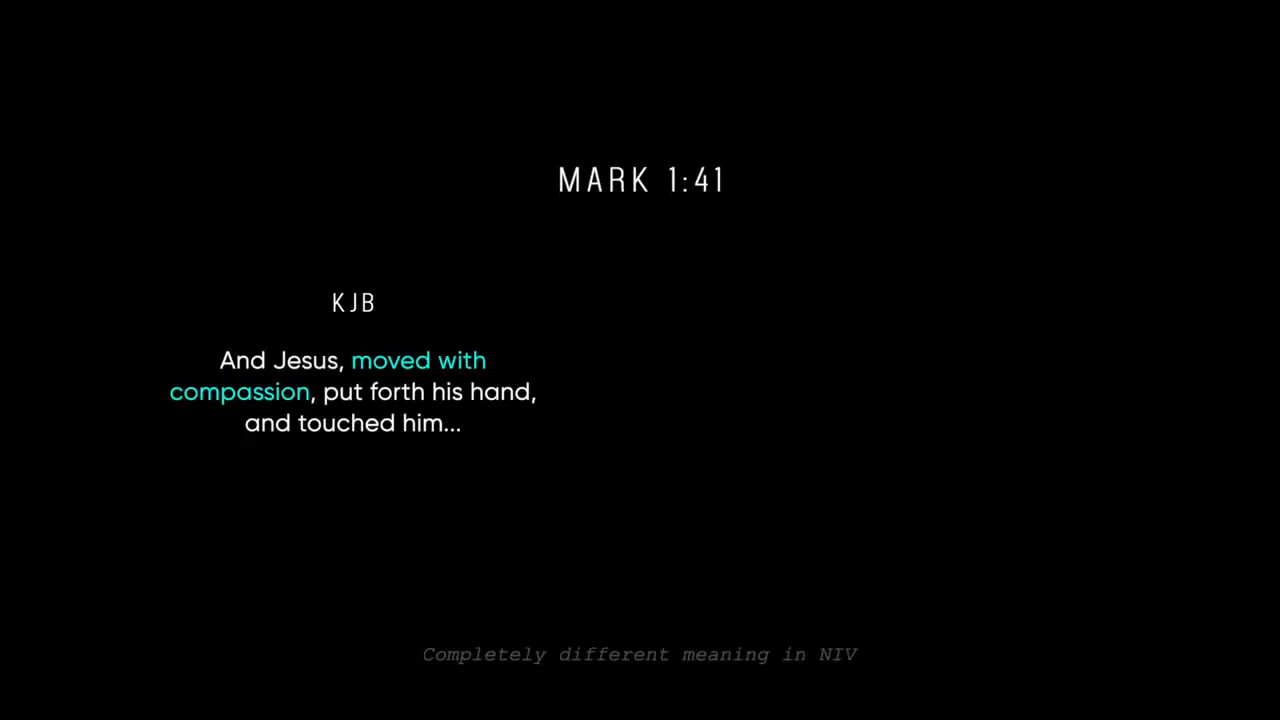 MARK 1:41
KJB
And Jesus, moved with
compassion, put forth his hand,
and touched him...
Completely different meaning in NIV